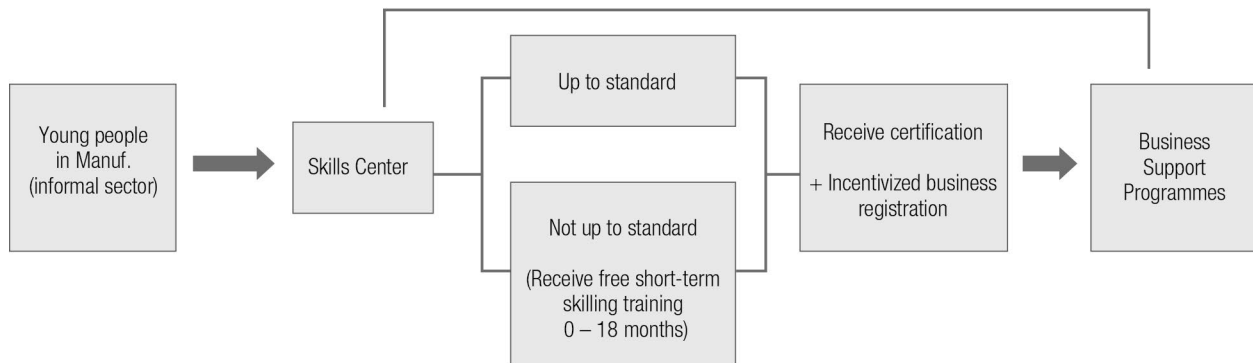 Young people
in Manuf.
(informal sector)
Skills Center
Up to standard
Not up to standard
(Receive free short-term
skilling training
0 – 18 months)
Receive certification
+ Incentivized business
registration
Business
Support
Programmes